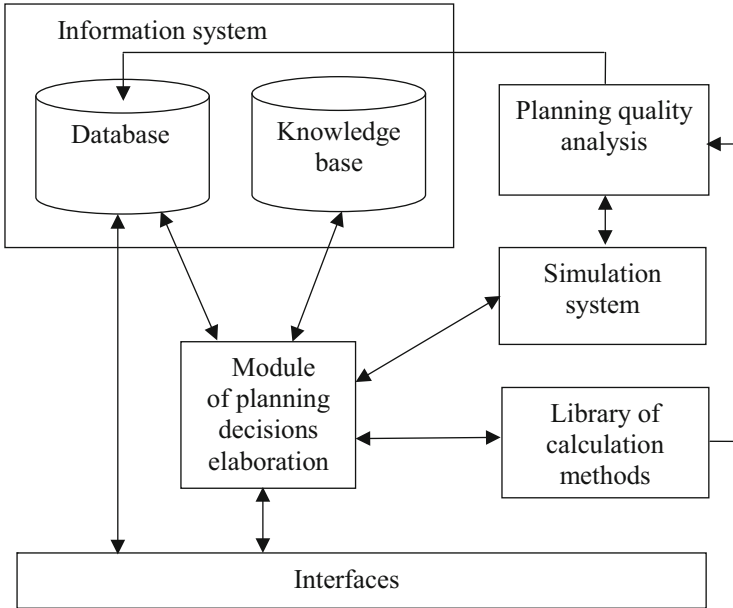 Information system
Database
Knowledge
base
Planning quality
analysis
Simulation
system
Module
of planning
decisions
elaboration
Library of
calculation
methods
Interfaces